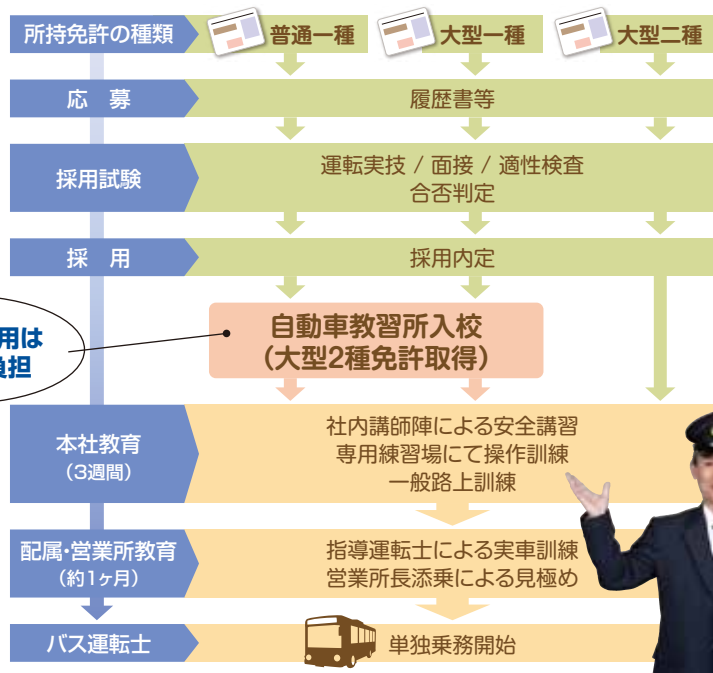 所持免許の種類
普通一種
大型一種
大型二種
応 募
履歴書等
採用試験
運転実技 / 面接 / 適性検査
合否判定
採 用
採用内定
用は
負担
自動車教習所入校
(大型2種免許取得)
本社教育
(3週間)
社内講師陣による安全講習
専用練習場にて操作訓練
一般路上訓練
配属・営業所教育
(約1ヶ月)
指導運転士による実車訓練
営業所長添乗による見極め
バス運転士
単独乗務開始